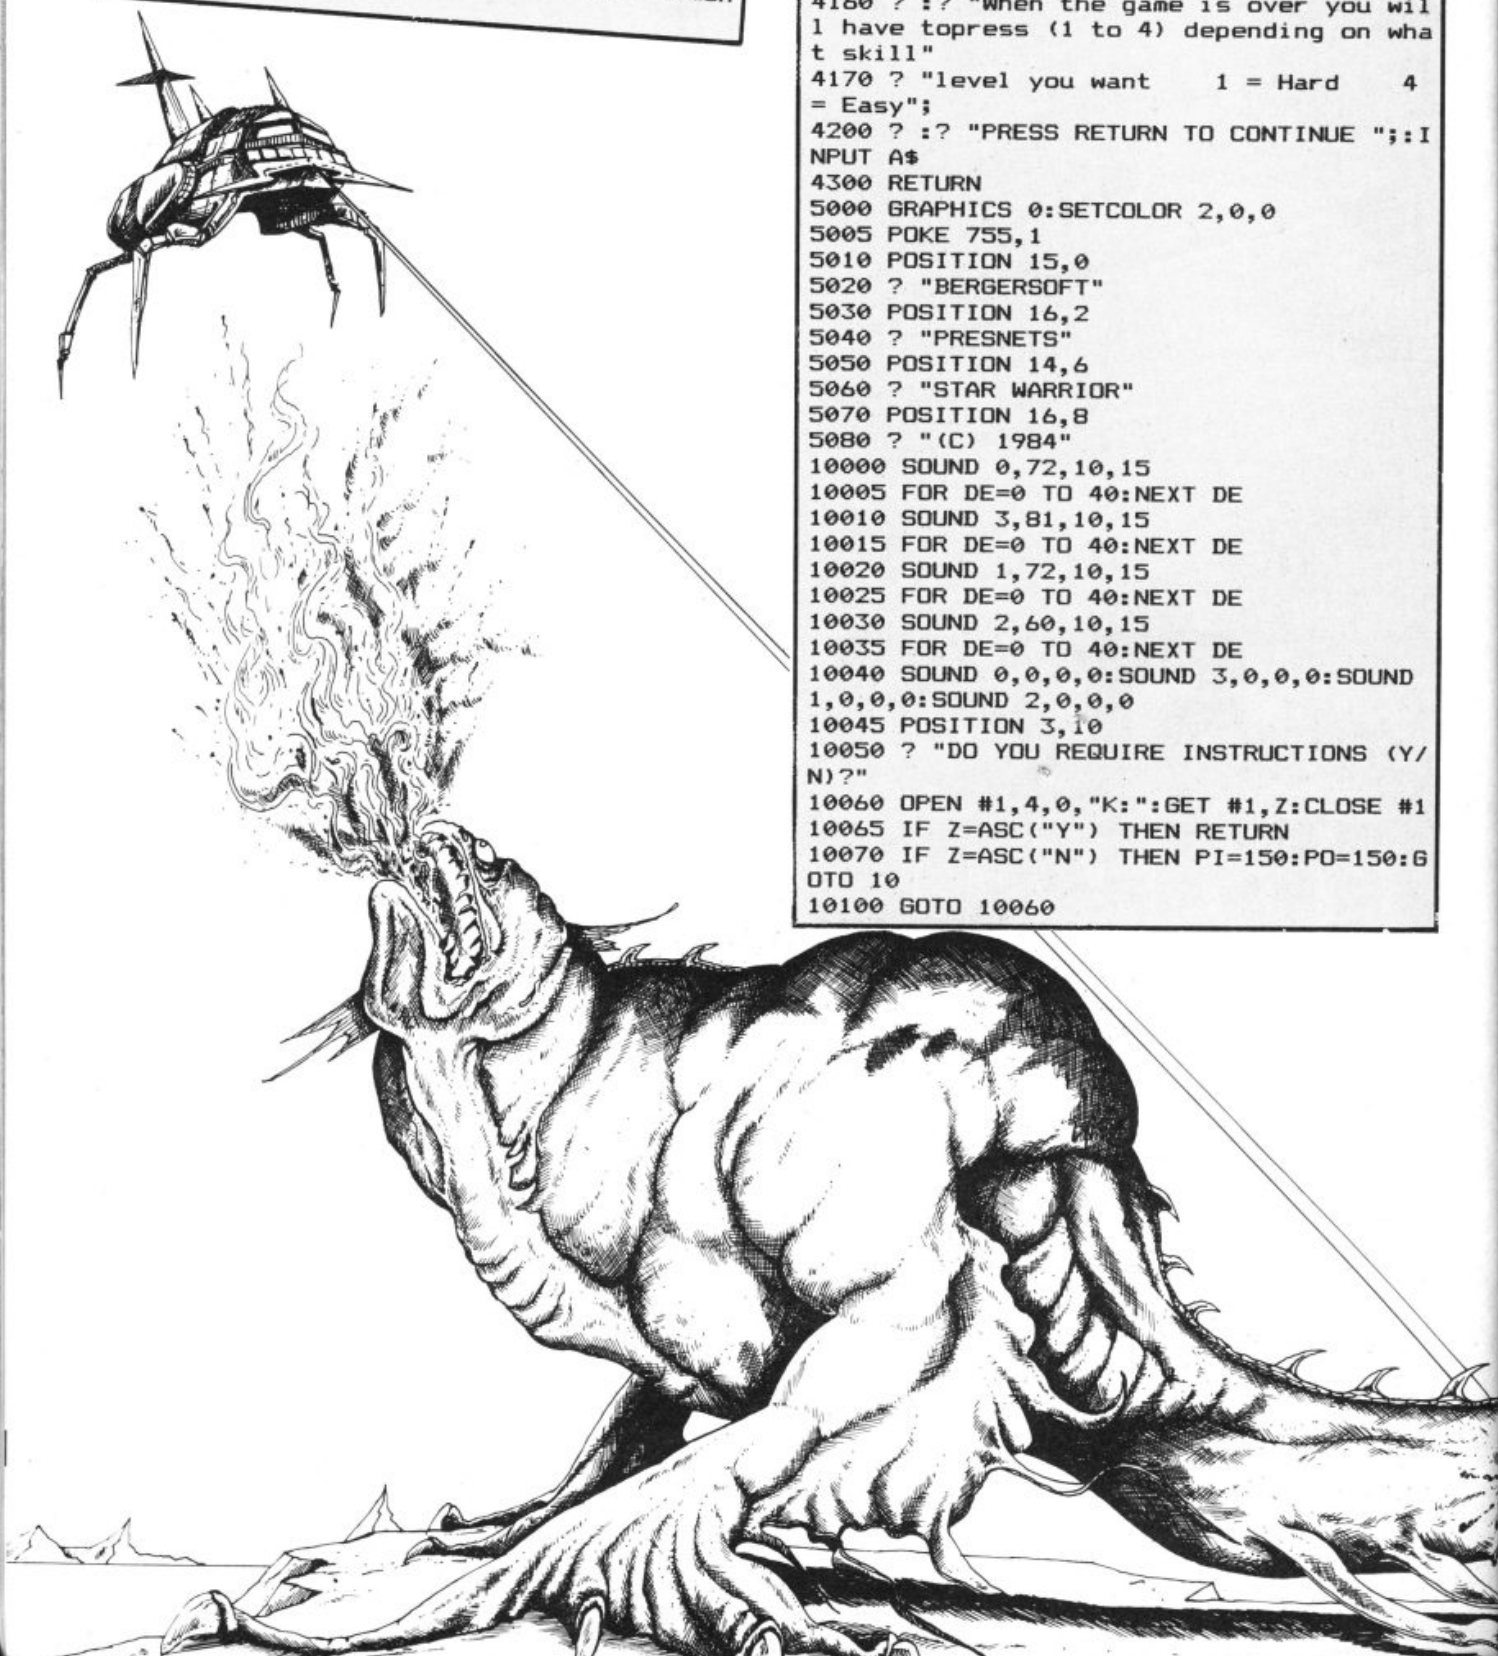 4160 ? :? "When the game is over you wil
l have topress (1 to 4) depending on wha
t skill"
4170 ? "level you want    1 = Hard    4
= Easy";
4200 ? :? "PRESS RETURN TO CONTINUE ";:I
NPUT A$
4300 RETURN
5000 GRAPHICS 0:SETCOLOR 2,0,0
5005 POKE 755,1
5010 POSITION 15,0
5020 ? "BERGERSOFT"
5030 POSITION 16,2
5040 ? "PRESNETS"
5050 POSITION 14,6
5060 ? "STAR WARRIOR"
5070 POSITION 16,8
5080 ? "(C) 1984"
10000 SOUND 0,72,10,15
10005 FOR DE=0 TO 40:NEXT DE
10010 SOUND 3,81,10,15
10015 FOR DE=0 TO 40:NEXT DE
10020 SOUND 1,72,10,15
10025 FOR DE=0 TO 40:NEXT DE
10030 SOUND 2,60,10,15
10035 FOR DE=0 TO 40:NEXT DE
10040 SOUND 0,0,0,0:SOUND 3,0,0,0:SOUND
1,0,0,0:SOUND 2,0,0,0
10045 POSITION 3,10
10050 ? "DO YOU REQUIRE INSTRUCTIONS (Y/
N)?"
10060 OPEN #1,4,0,"K:":GET #1,Z:CLOSE #1
10065 IF Z=ASC("Y") THEN RETURN
10070 IF Z=ASC("N") THEN PI=150:PO=150:G
OTO 10
10100 GOTO 10060